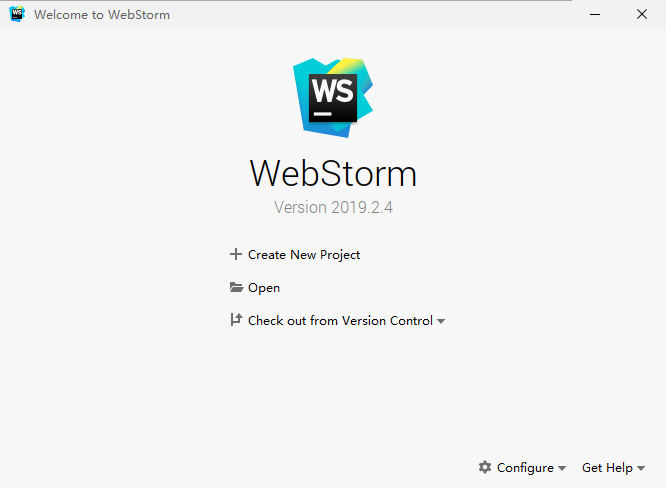 Welcome to WebStorm
WS
WebStorm
Version 2019.2.4
Create New Project
Open
Check out from Version Control
Configure
Get Help